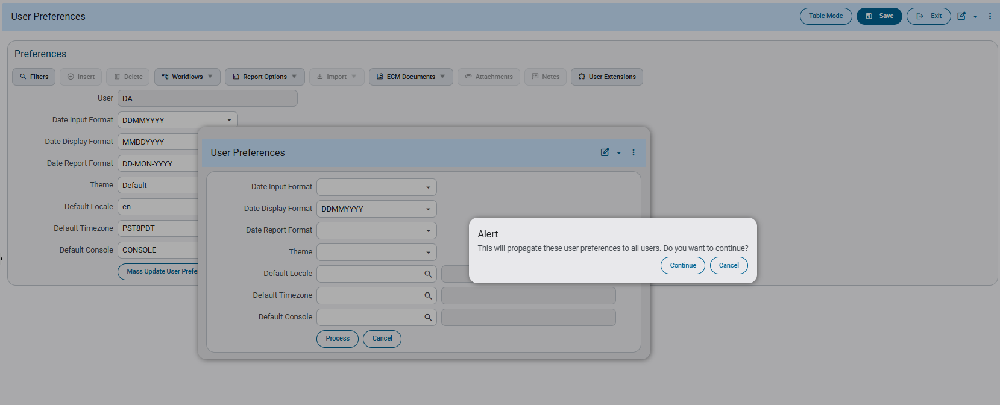 User Preferences
Table Mode Save Exit
Preferences
Filters Insert Delete Workflows Report Options Import ECM Documents Attachments Notes User Extensions
User DA
Date Input Format DDMMYYYY
Date Display Format MMDDYYYY
Date Report Format DD-MON-YYYY
Theme Default
Default Locale en
Default Timezone PST8PDT
Default Console CONSOLE
Mass Update User Prefe
User Preferences
Date Input Format
Date Display Format DDMMYYYY
Date Report Format
Theme
Default Locale
Default Timezone
Default Console
Process Cancel
Alert
This will propagate these user preferences to all users. Do you want to continue?
Continue Cancel